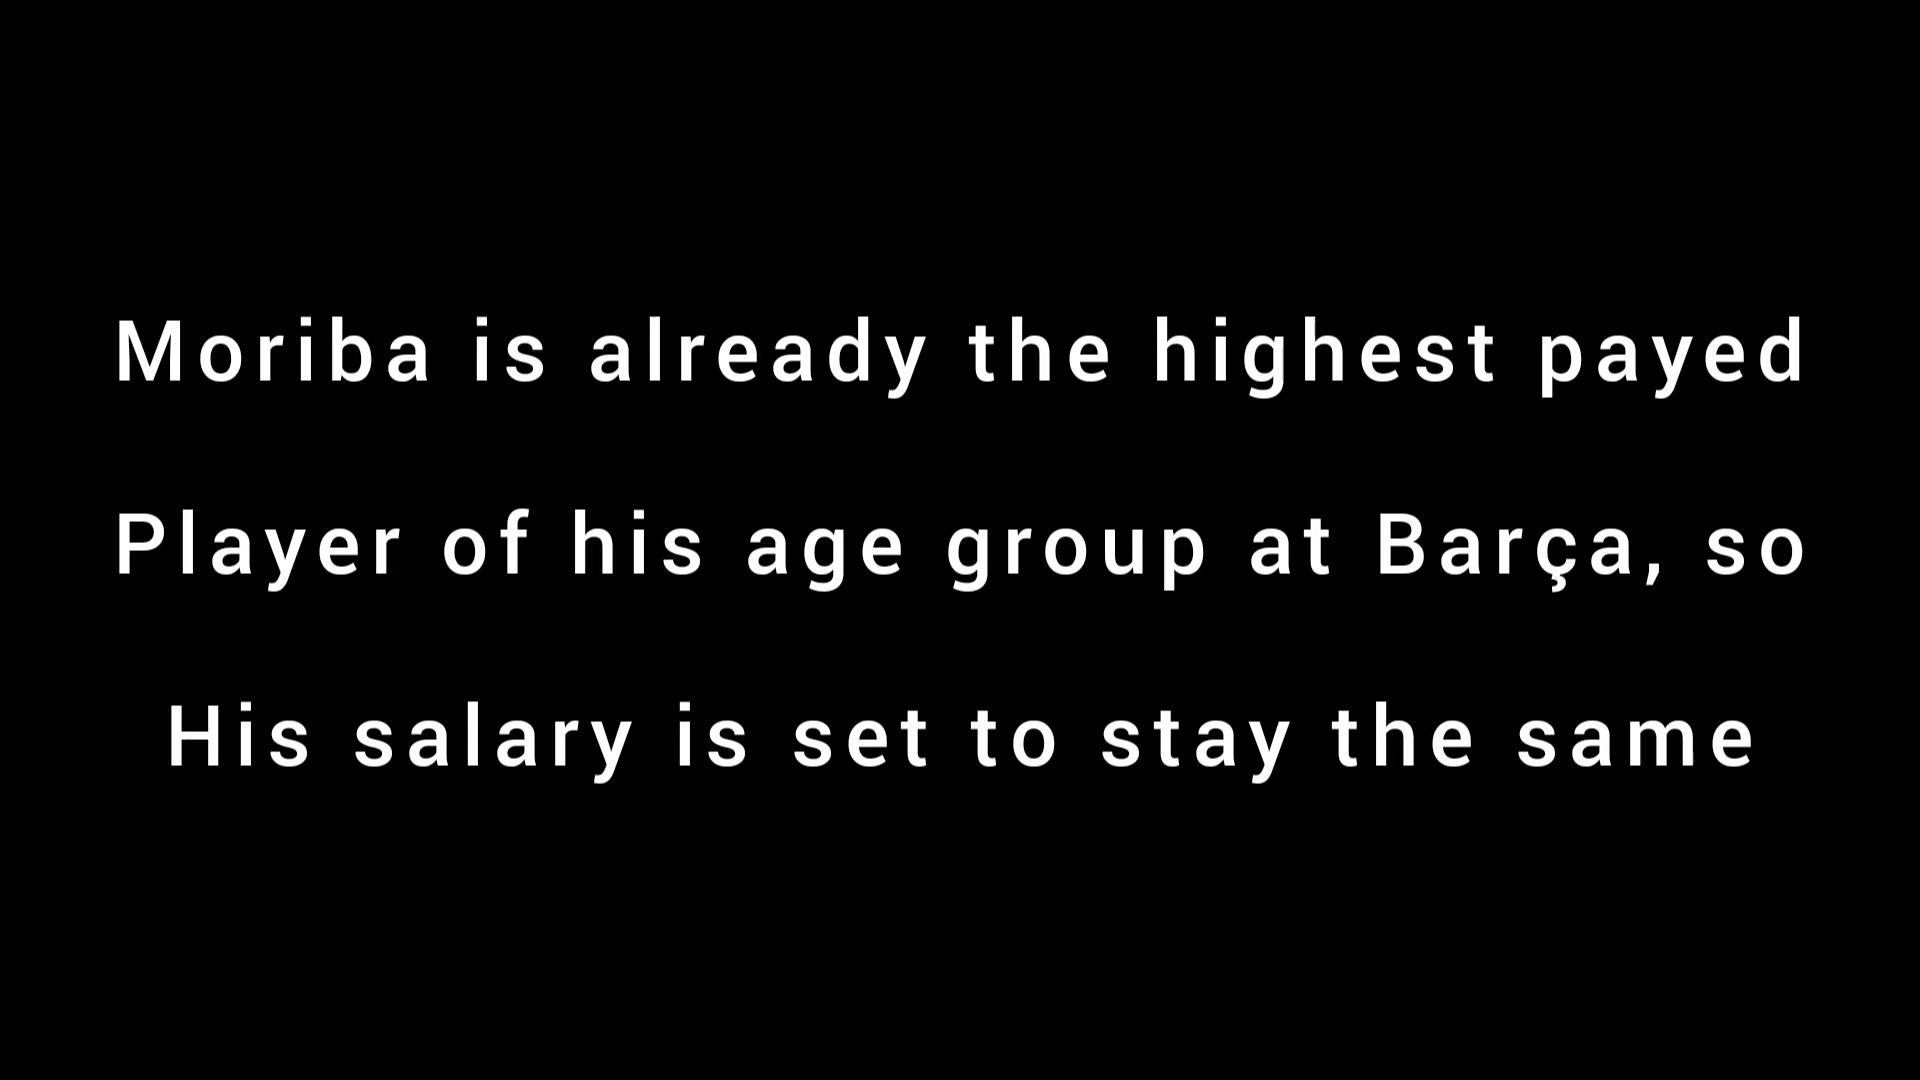 Moriba is already the highest payed
Player of his age group at Barça, so
His salary is set to stay the same